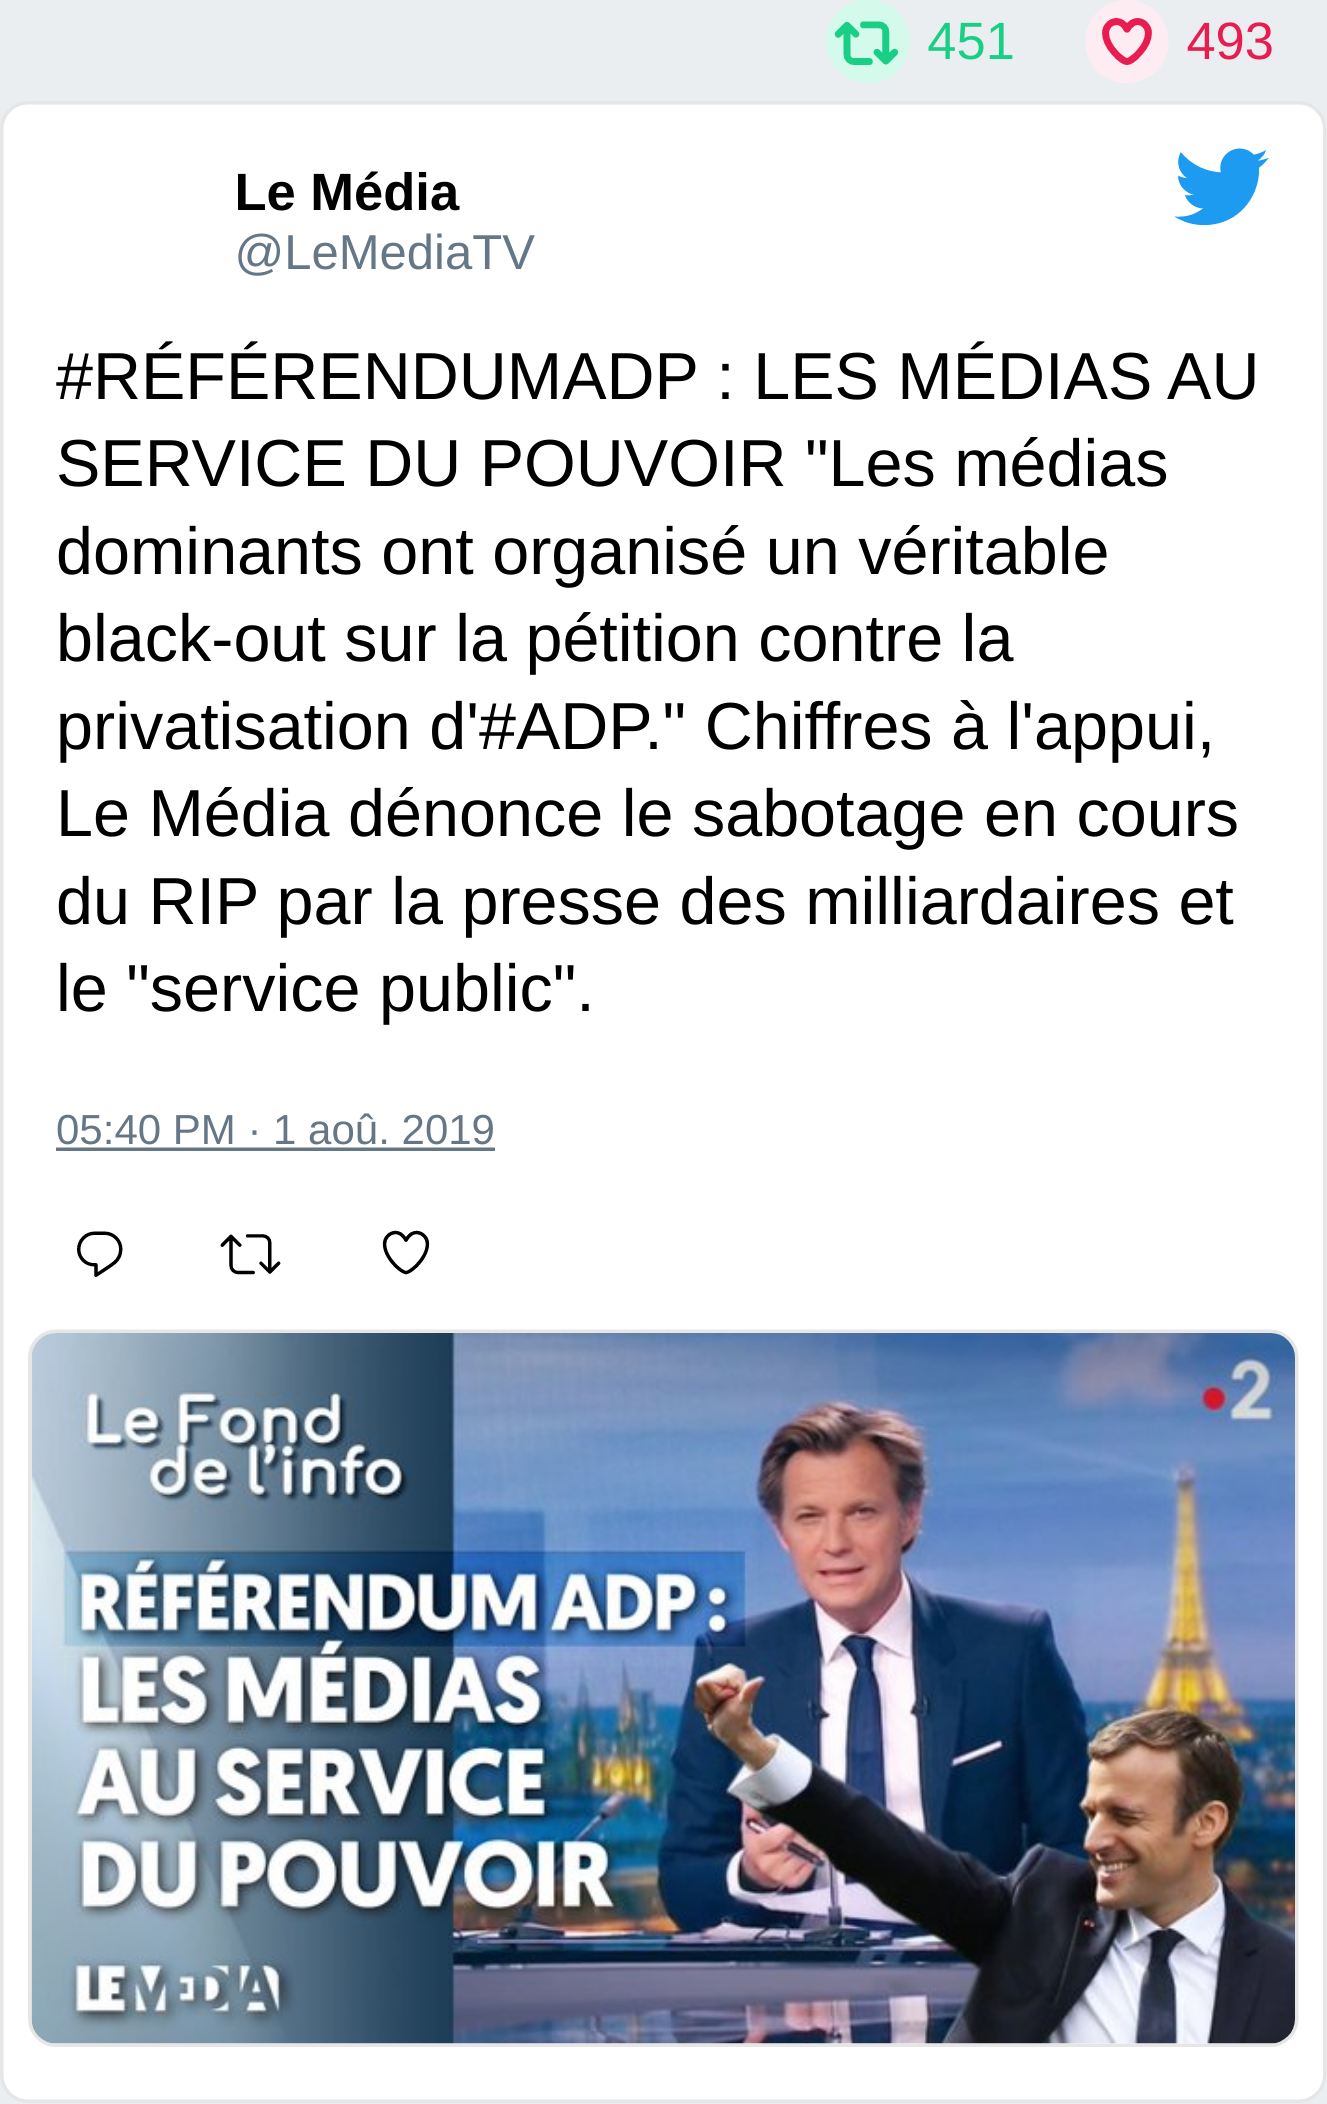 451 493
Le Média
@LeMediaTV
#RÉFÉRENDUMADP : LES MÉDIAS AU
SERVICE DU POUVOIR "Les médias
dominants ont organisé un véritable
black-out sur la pétition contre la
privatisation d'#ADP." Chiffres à l'appui,
Le Média dénonce le sabotage en cours
du RIP par la presse des milliardaires et
le "service public".
05:40 PM · 1 aoû. 2019
Le Fond
de l'info
2
RÉFÉRENDUM ADP :
LES MÉDIAS
AU SERVICE
DU POUVOIR
LE MEDIA